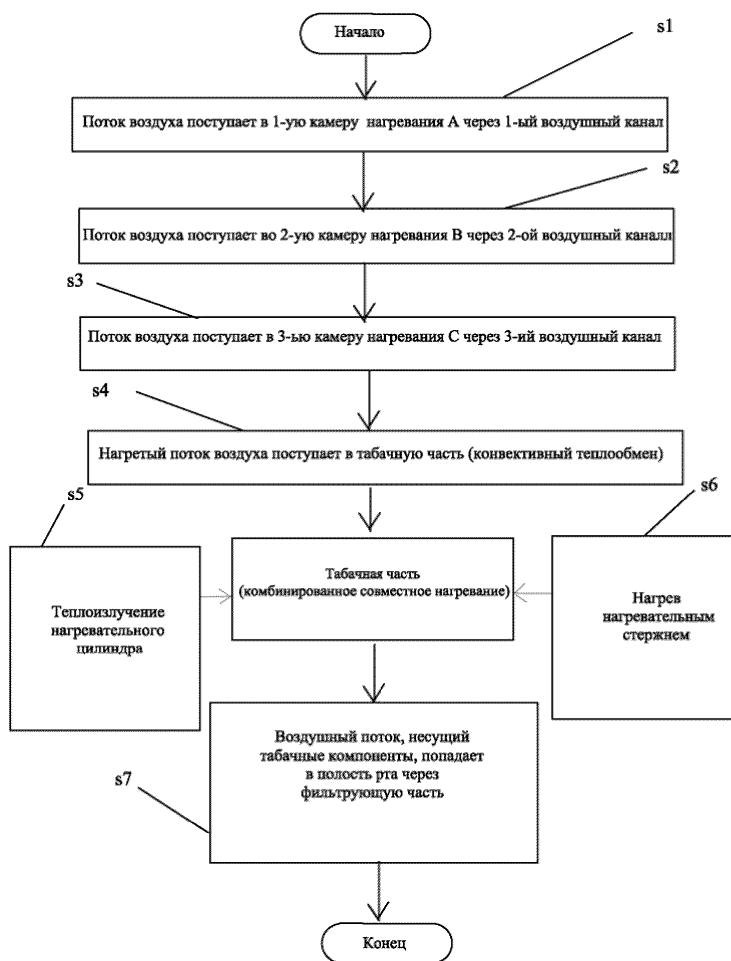 Начало
s1
Поток воздуха поступает в 1-ую камеру нагревания А через 1-ый воздушный канал
s2
Поток воздуха поступает во 2-ую камеру нагревания В через 2-ой воздушный каналл
s3
Поток воздуха поступает в 3-ью камеру нагревания С через 3-ий воздушный канал
s4
Нагретый поток воздуха поступает в табачную часть (конвективный теплообмен)
s5
s6
Табачная часть
(комбинированное совместное нагревание)
Теплоизлучение
нагревательного
цилиндра
Нагрев
нагревательным
стержнем
Воздушный поток, несущий
табачные компоненты, попадает
в полость рта через
фильтрующую часть
s7
Конец